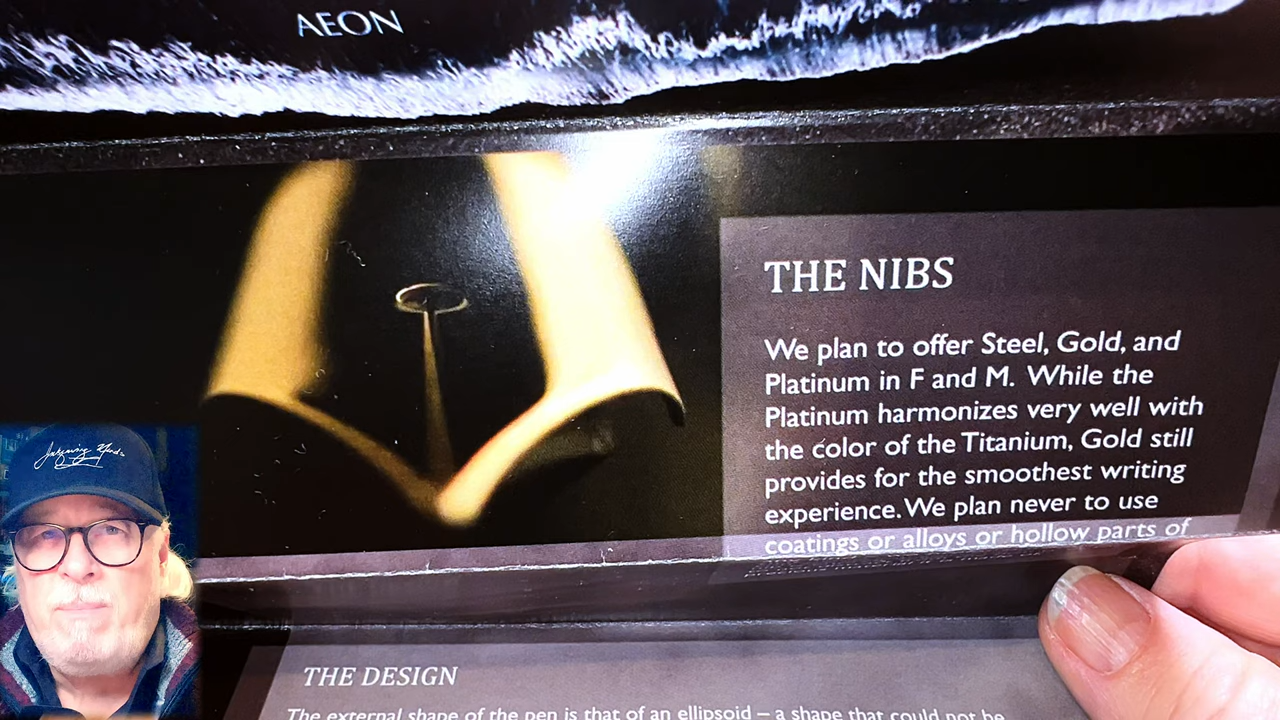 AEON
THE NIBS
We plan to offer Steel, Gold, and
Platinum in F and M. While the
Platinum harmonizes very well with
the color of the Titanium, Gold still
provides for the smoothest writing
experience. We plan never to use
coatings or alloys or hollow parts of
THE DESIGN
The external shape of the pen is that of an ellipsoid – a shape that could not be